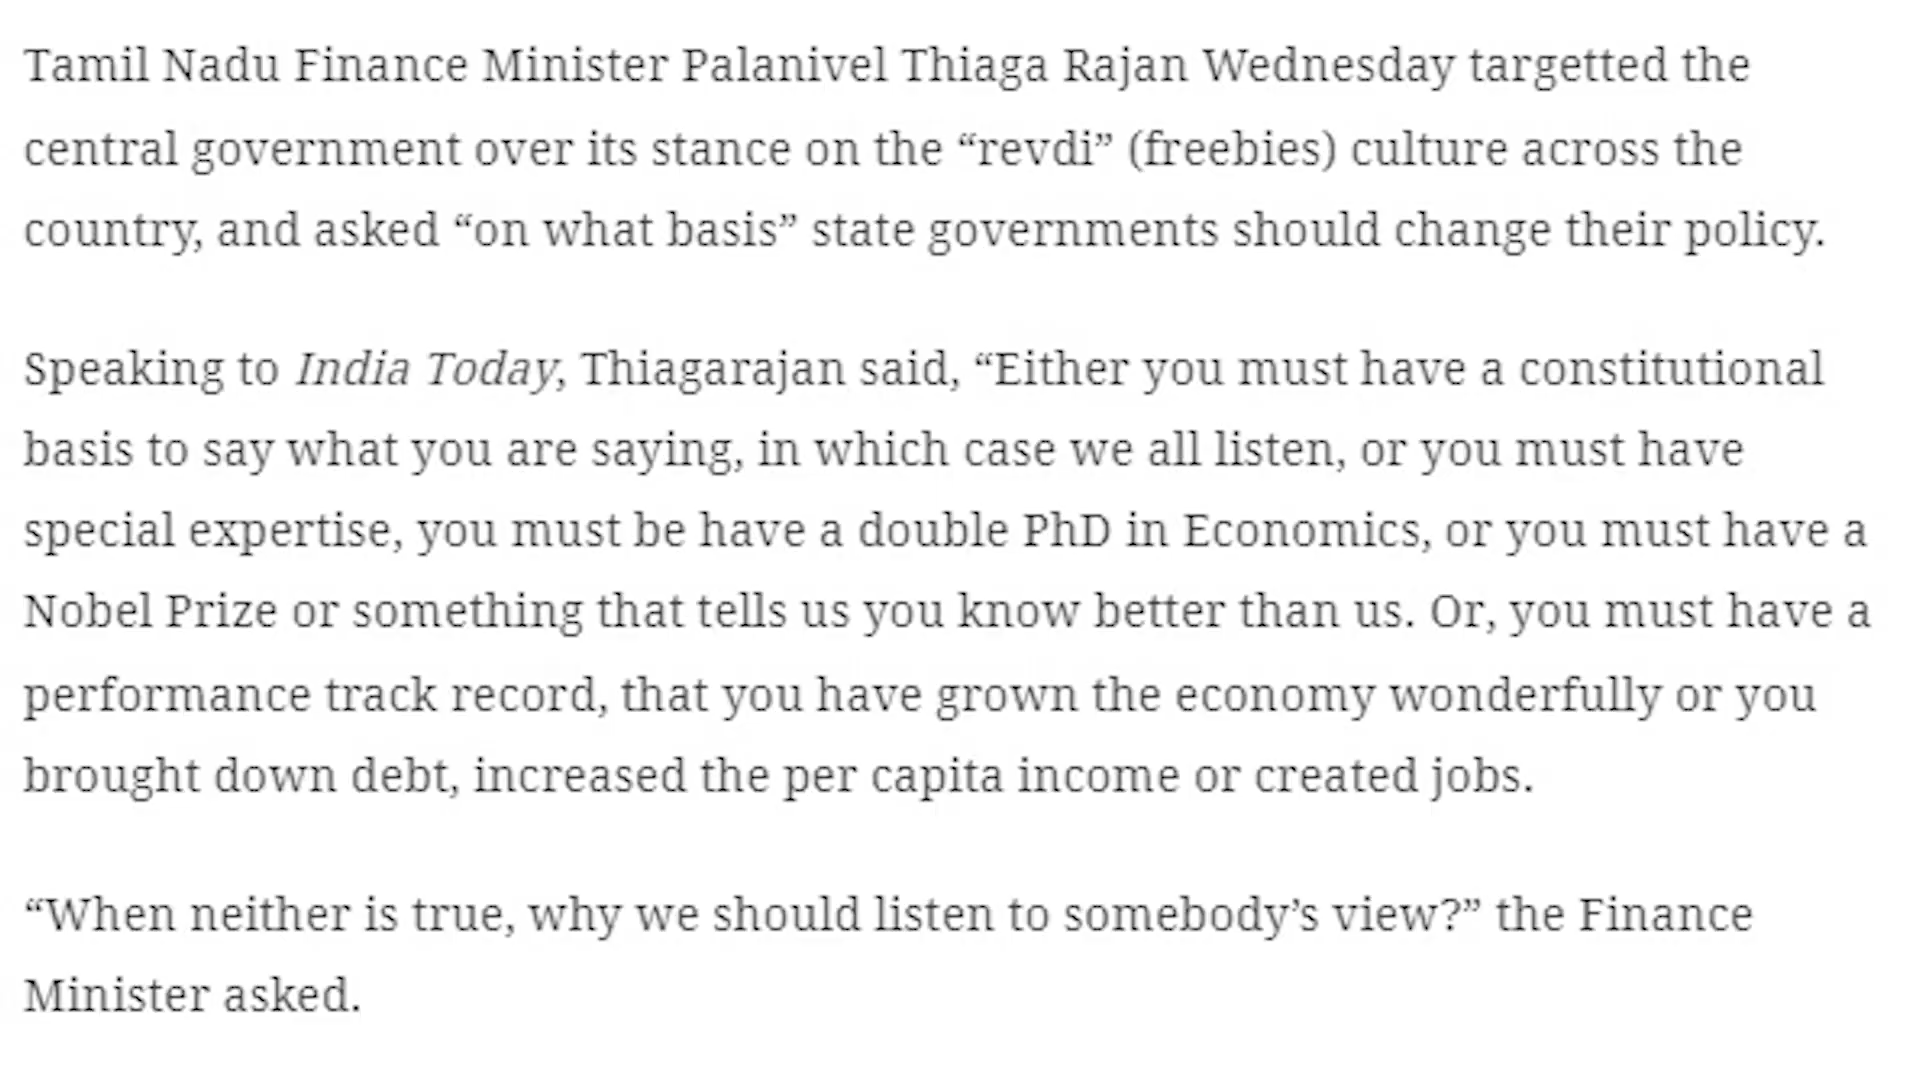 Tamil Nadu Finance Minister Palanivel Thiaga Rajan Wednesday targetted the
central government over its stance on the “revdi” (freebies) culture across the
country, and asked “on what basis” state governments should change their policy.
Speaking to India Today, Thiagarajan said, “Either you must have a constitutional
basis to say what you are saying, in which case we all listen, or you must have
special expertise, you must be have a double PhD in Economics, or you must have a
Nobel Prize or something that tells us you know better than us. Or, you must have a
performance track record, that you have grown the economy wonderfully or you
brought down debt, increased the per capita income or created jobs.
“When neither is true, why we should listen to somebody’s view?” the Finance
Minister asked.